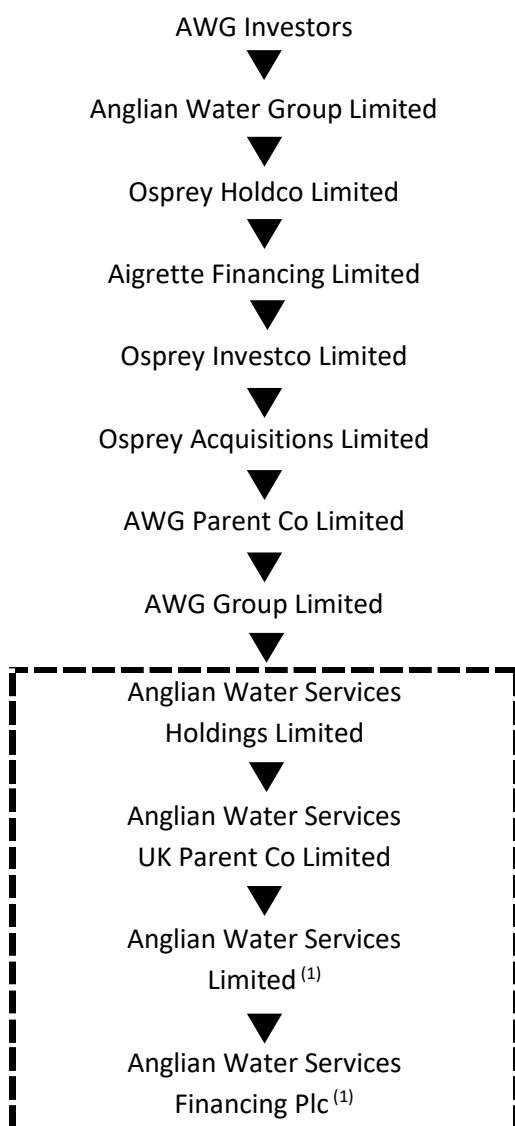 AWG Investors
Anglian Water Group Limited
Osprey Holdco Limited
Aigrette Financing Limited
Osprey Investco Limited
Osprey Acquisitions Limited
AWG Parent Co Limited
AWG Group Limited
Anglian Water Services
Holdings Limited
Anglian Water Services
UK Parent Co Limited
Anglian Water Services
Limited (1)
Anglian Water Services
Financing Plc (1)